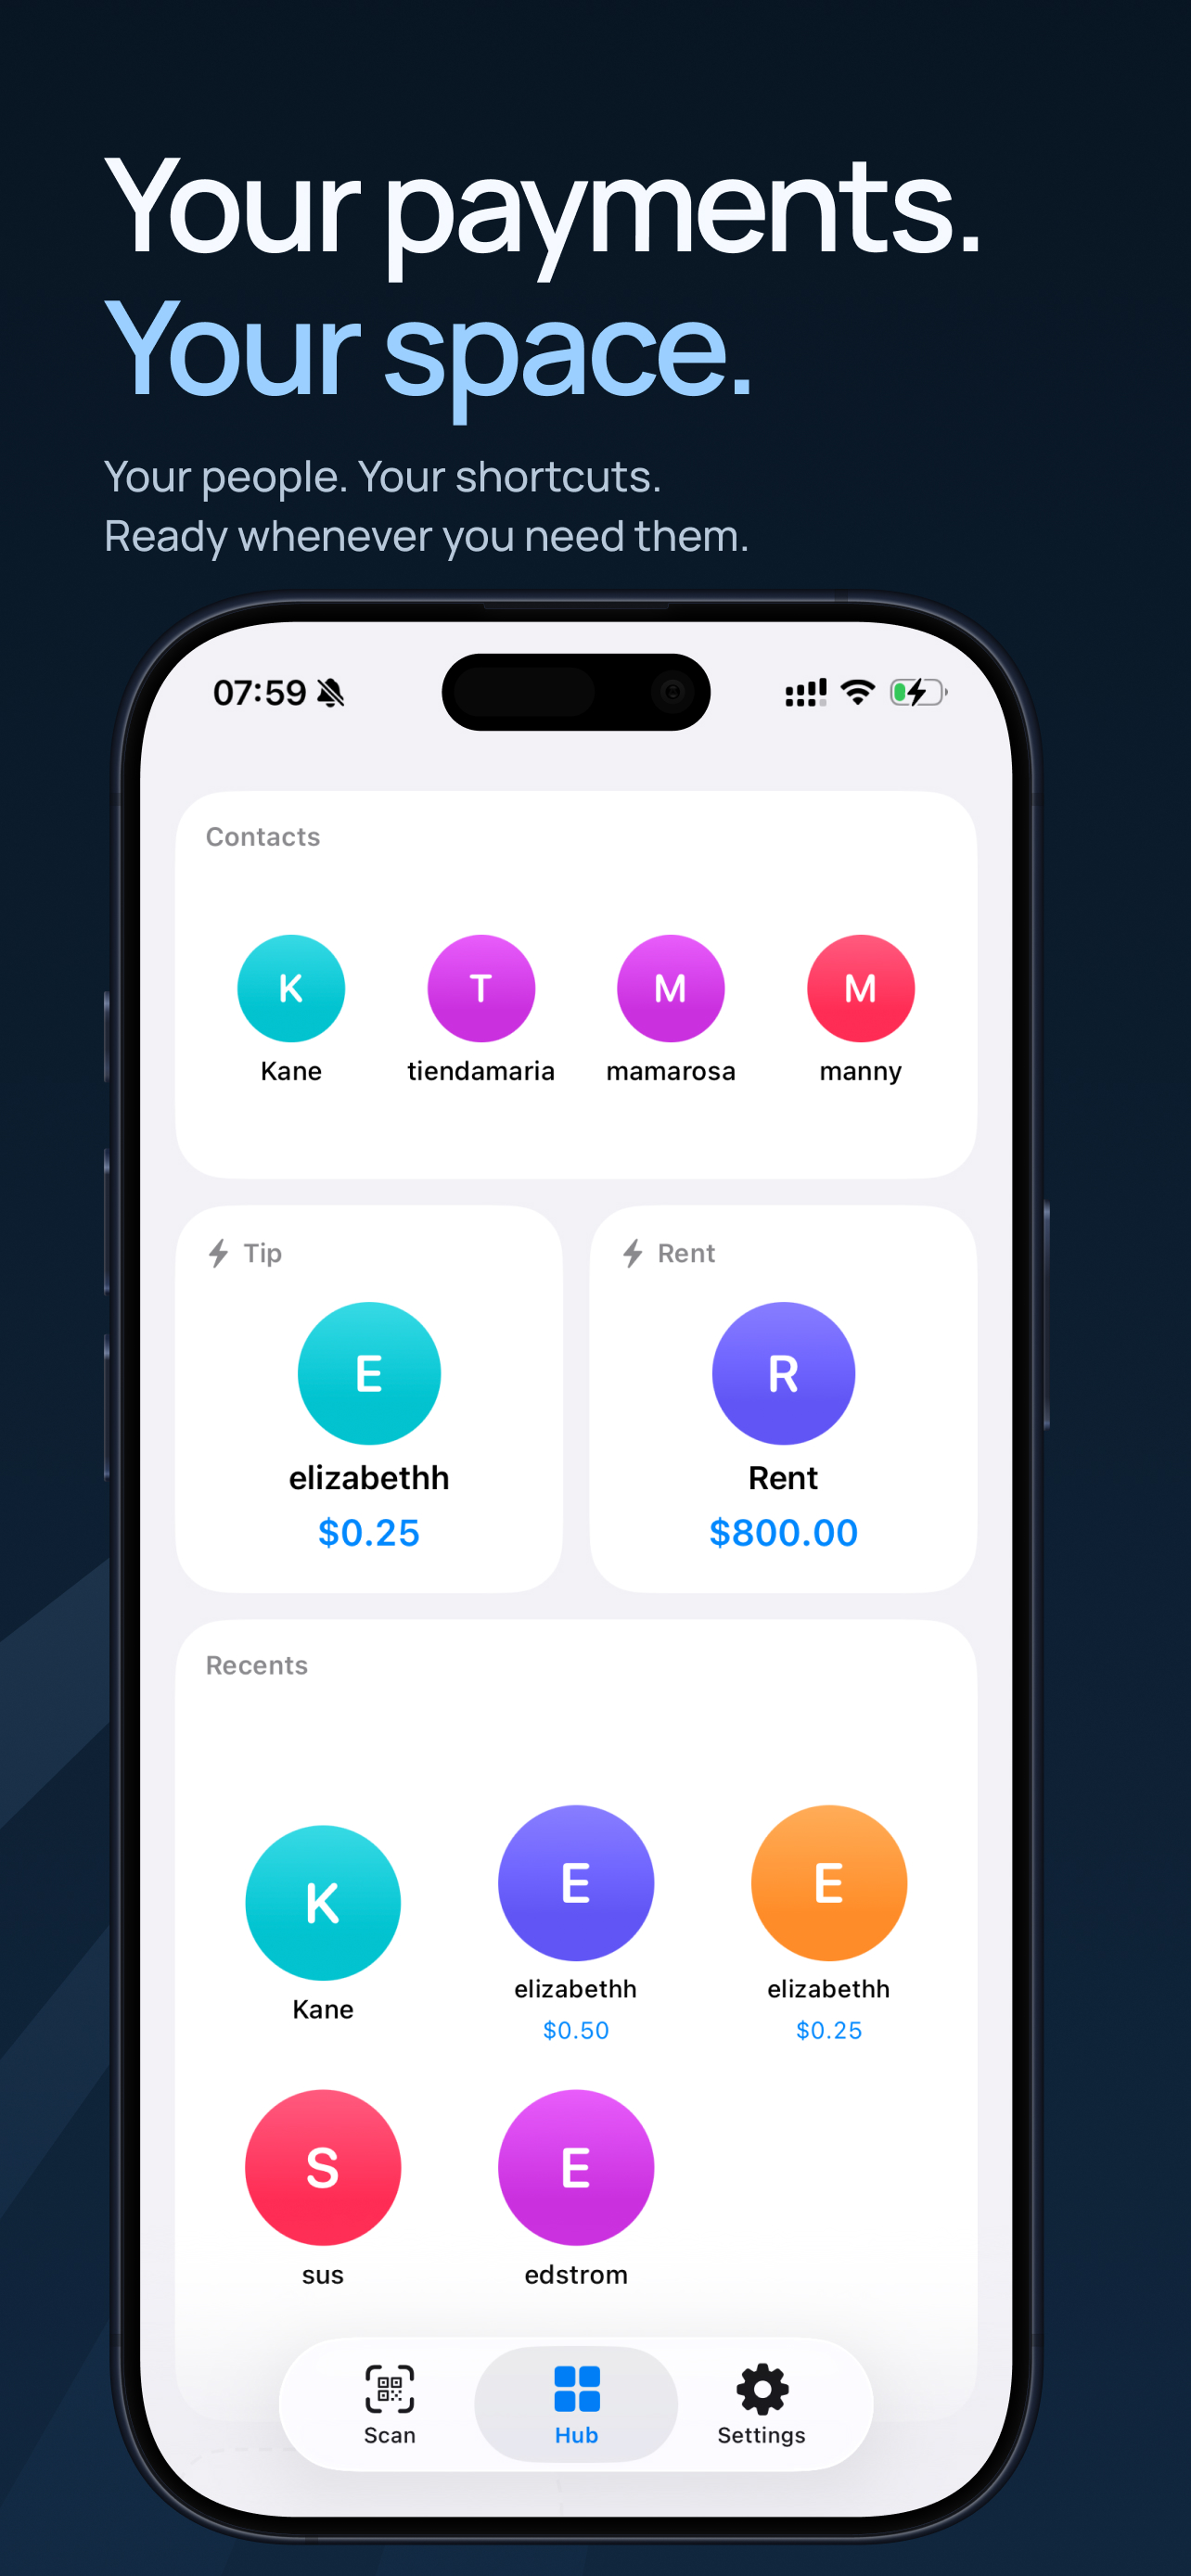 Your payments.
Your space.
Your people. Your shortcuts.
Ready whenever you need them.
07:59
Contacts
K T M M
Kane tiendamaria mamarosa manny
Tip
E
elizabethh
$0.25
Rent
R
Rent
$800.00
Recents
K E E
Kane elizabethh elizabethh
$0.50 $0.25
S E
sus edstrom
Scan Hub Settings